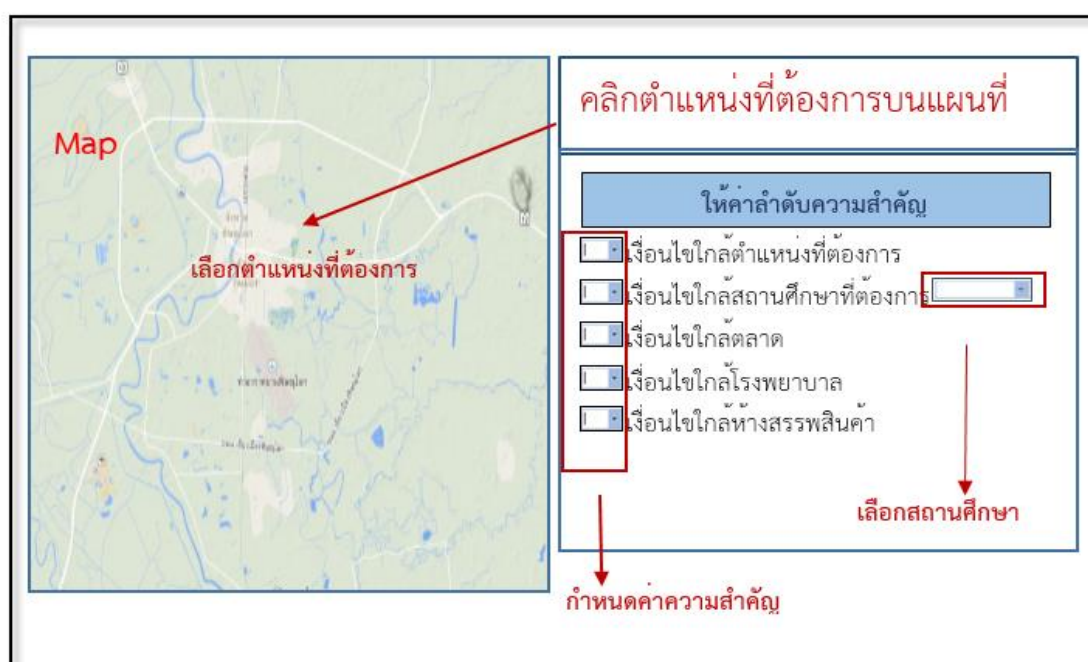 Map
เลือกตำแหน่งที่ต้องการ
คลิกตำแหน่งที่ต้องการบนแผนที่
ให้ค่าลำดับความสำคัญ
เงื่อนไขใกล้ตำแหน่งที่ต้องการ
เงื่อนไขใกล้สถานศึกษาที่ต้องการ
เงื่อนไขใกล้ตลาด
เงื่อนไขใกล้โรงพยาบาล
เงื่อนไขใกล้ห้างสรรพสินค้า
เลือกสถานศึกษา
กำหนดค่าความสำคัญ